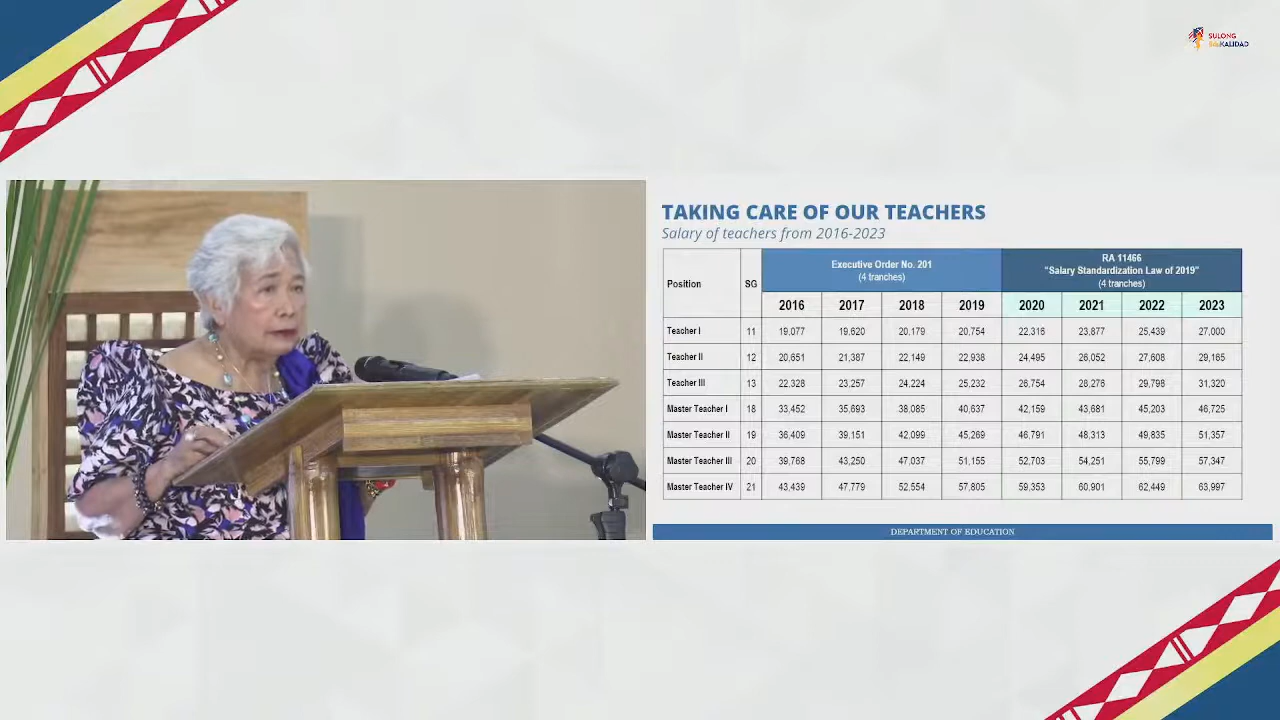 SULONG
EduKALIDAD
TAKING CARE OF OUR TEACHERS
Salary of teachers from 2016-2023
Position SG Executive Order No. 201 (4 tranches) RA 11466 "Salary Standardization Law of 2019" (4 tranches)
2016 2017 2018 2019 2020 2021 2022 2023
Teacher I 11 19,077 19,620 20,179 20,754 22,316 23,877 25,439 27,000
Teacher II 12 20,651 21,387 22,149 22,938 24,495 26,052 27,608 29,165
Teacher III 13 22,328 23,257 24,224 25,232 26,754 28,276 29,798 31,320
Master Teacher I 18 33,452 35,693 38,085 40,637 42,159 43,681 45,203 46,725
Master Teacher II 19 36,409 39,151 42,099 45,269 46,791 48,313 49,835 51,357
Master Teacher III 20 39,768 43,250 47,037 51,155 52,703 54,251 55,799 57,347
Master Teacher IV 21 43,439 47,779 52,554 57,805 59,353 60,901 62,449 63,997
DEPARTMENT OF EDUCATION